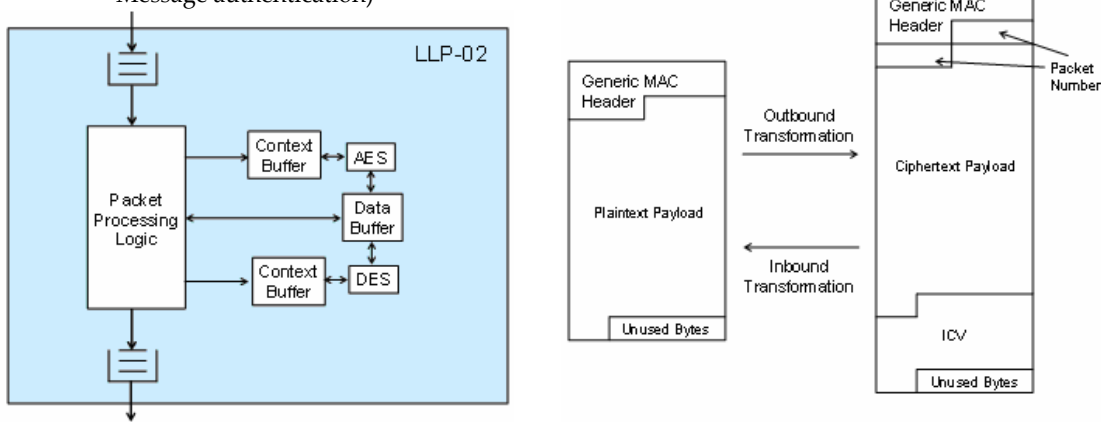 Message authentication)
LLP-02
Context
Buffer
AES
Packet
Processing
Logic
Data
Buffer
Context
Buffer
DES
Generic MAC
Header
Plaintext Payload
Unused Bytes
Outbound
Transformation
Inbound
Transformation
Generic MAC
Header
Packet
Number
Ciphertext Payload
ICV
Unused Bytes